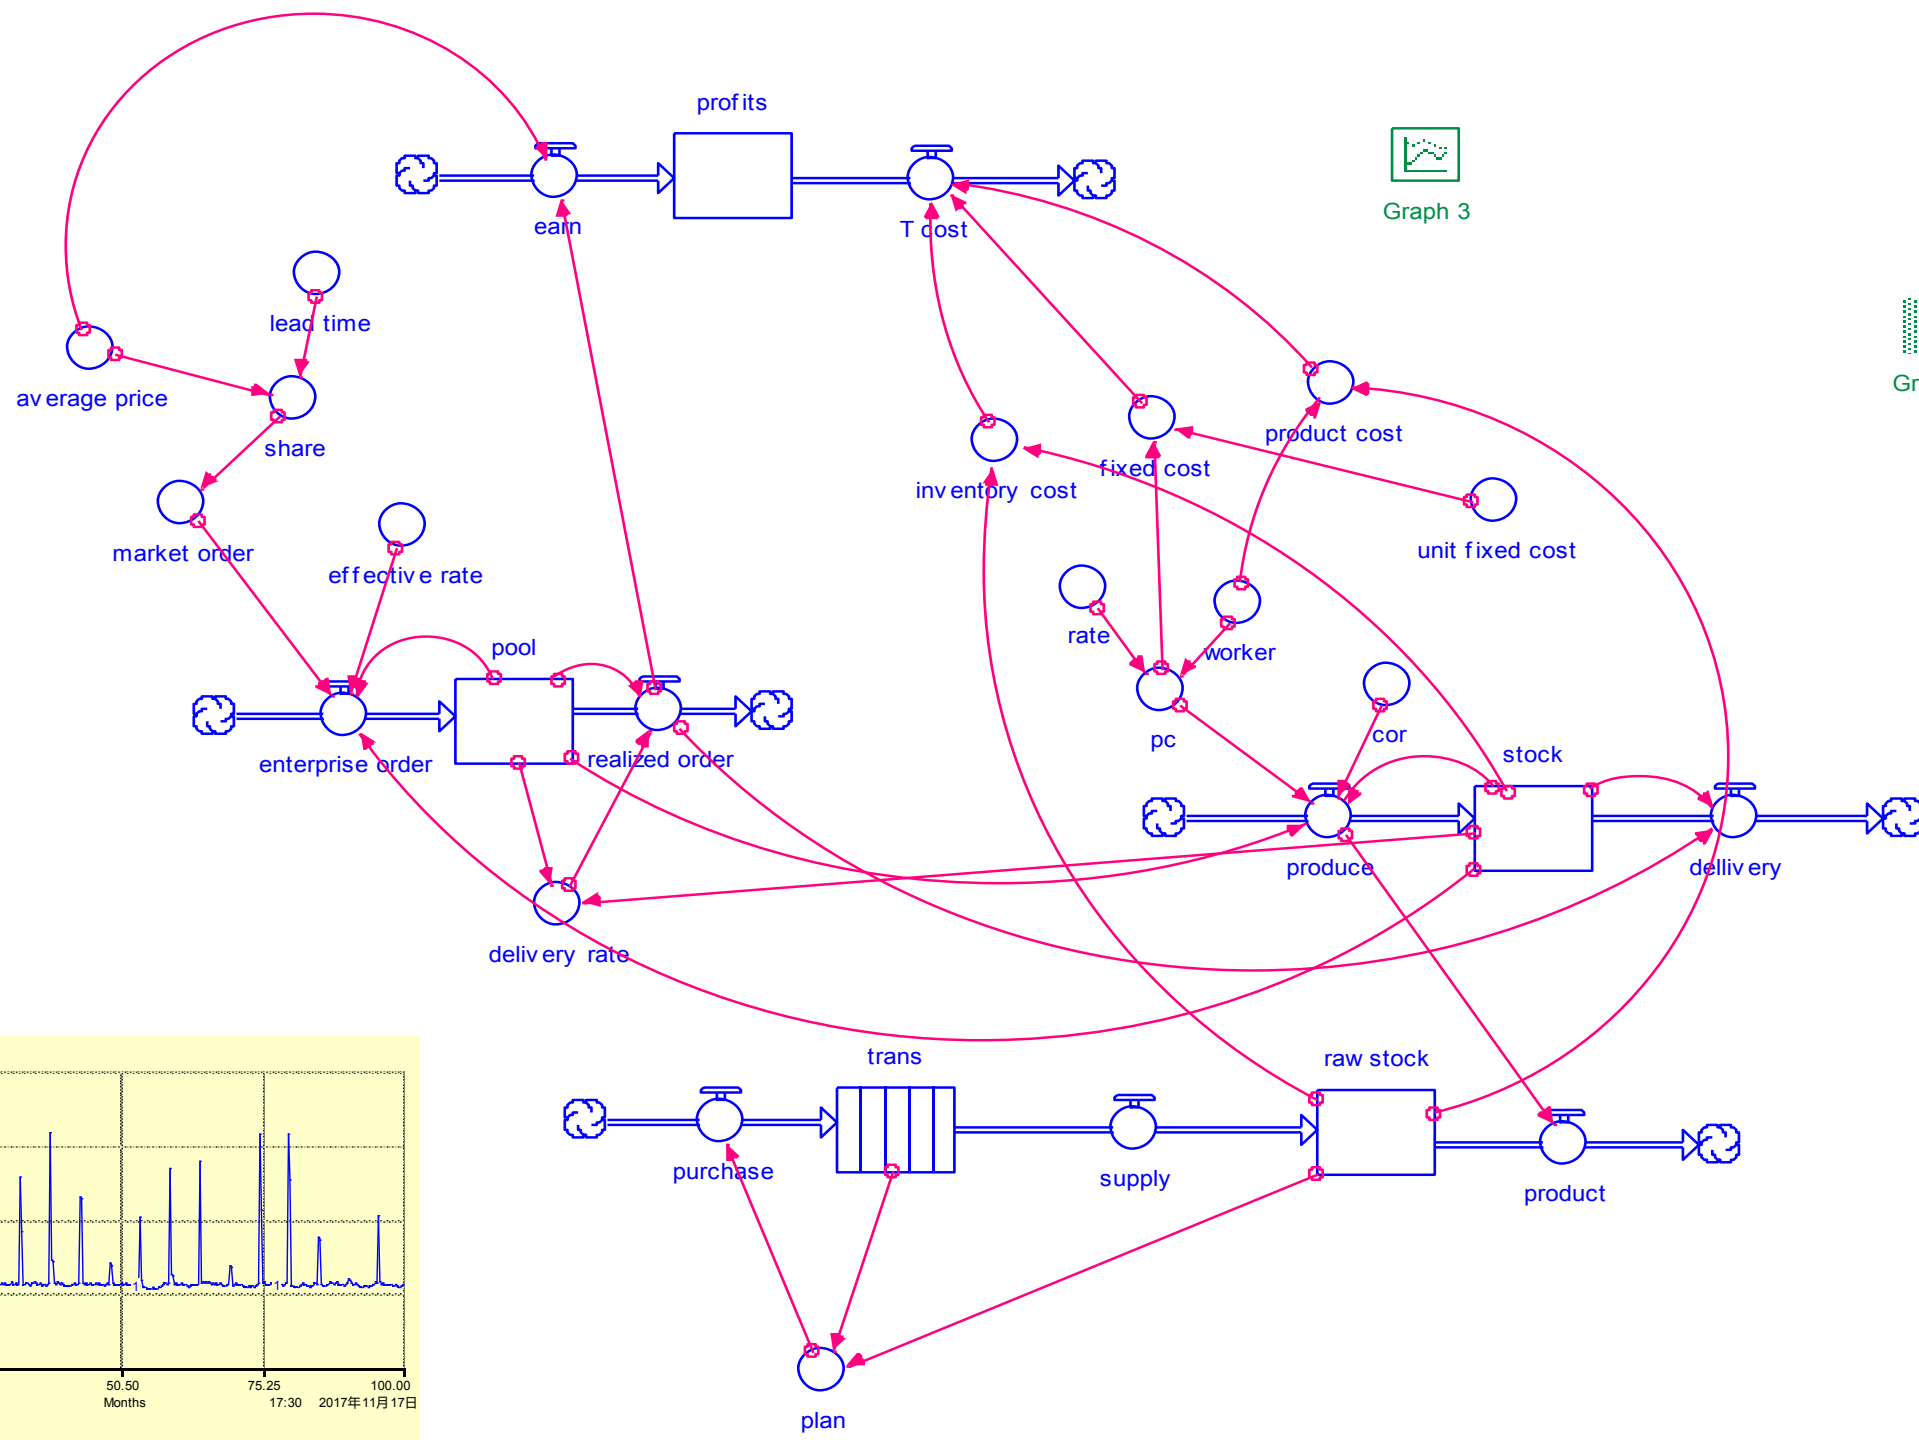 profits
earn
T cost
Graph 3
lead time
average price
share
Gr
product cost
fixed cost
inventory cost
market order
effective rate
unit fixed cost
rate
worker
pool
pc
cor
stock
enterprise order
realized order
produce
dellivery
delivery rate
trans
raw stock
purchase
supply
product
plan
1
1
50.50
75.25
100.00
Months
17:30
2017年11月17日